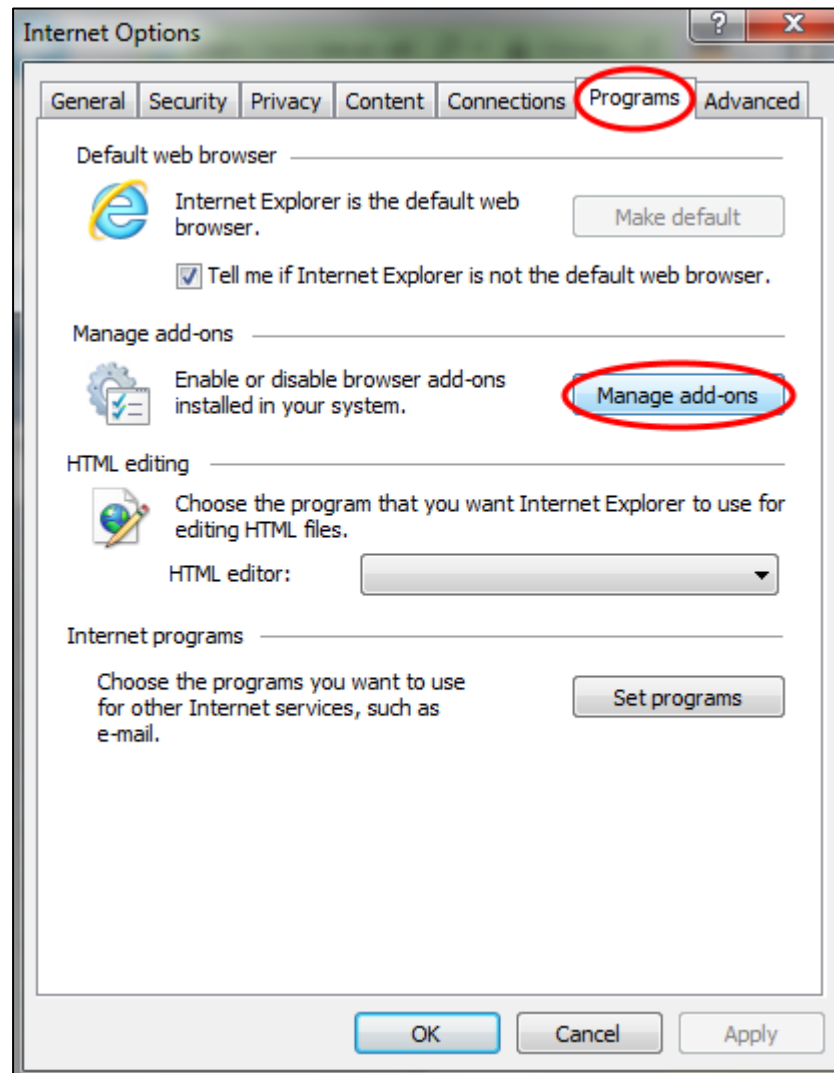 Internet Options
General Security Privacy Content Connections Programs Advanced
Default web browser
Internet Explorer is the default web
browser.
Make default
Tell me if Internet Explorer is not the default web browser.
Manage add-ons
Enable or disable browser add-ons
installed in your system.
Manage add-ons
HTML editing
Choose the program that you want Internet Explorer to use for
editing HTML files.
HTML editor:
Internet programs
Choose the programs you want to use
for other Internet services, such as
e-mail.
Set programs
OK Cancel Apply